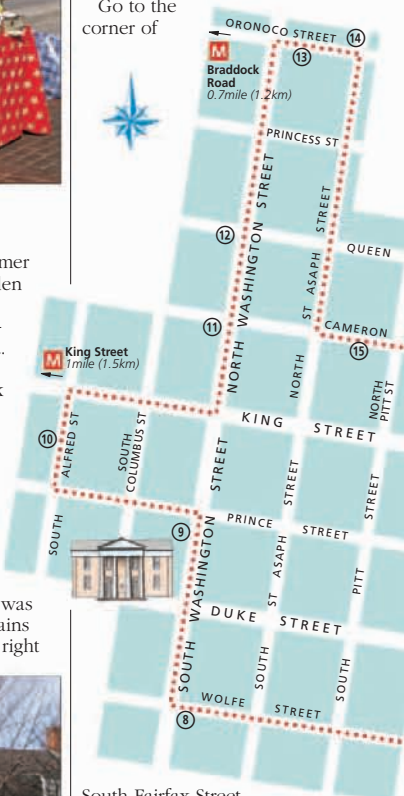 Go to the
corner of
mer
en
k
was
ains
right
South Fairfax Street
ORONOCO STREET
14
13
M
Braddock
Road
0.7mile (1.2km)
PRINCESS ST
12
NORTH WASHINGTON STREET
NORTH ST ASAPH STREET
QUEEN
11
CAMERON
15
NORTH
PITT ST
M
King Street
1mile (1.5km)
KING STREET
10
SOUTH ALFRED ST
SOUTH
COLUMBUS ST
9
PRINCE STREET
SOUTH WASHINGTON STREET
SOUTH ST ASAPH STREET
SOUTH PITT STREET
DUKE STREET
WOLFE STREET
8